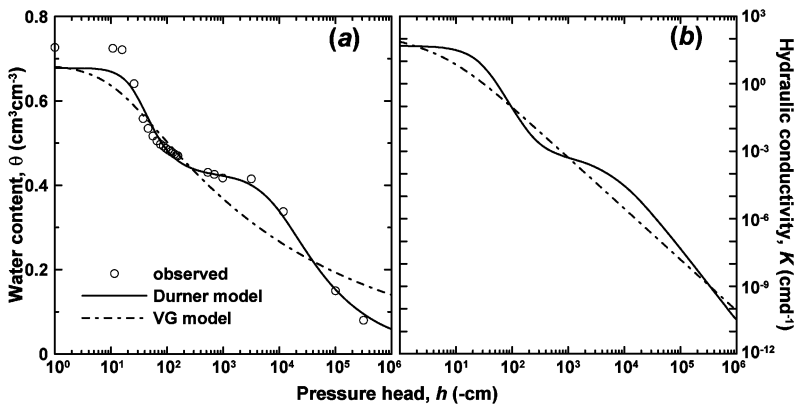 (a)
(b)
0.8
0.6
0.4
0.2
0
Water content, θ (cm³cm⁻³)
observed
Durner model
VG model
10⁰ 10¹ 10² 10³ 10⁴ 10⁵ 10⁶
10¹ 10² 10³ 10⁴ 10⁵ 10⁶
Pressure head, h (-cm)
10³
10⁰
10⁻³
10⁻⁶
10⁻⁹
10⁻¹²
Hydraulic conductivity, K (cmd⁻¹)